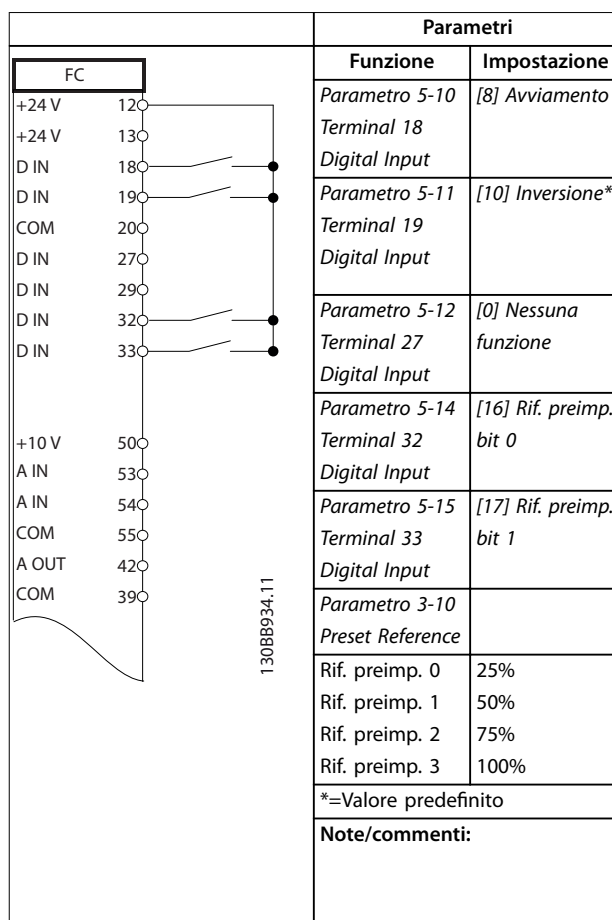 FC
+24 V 12
+24 V 13
D IN 18
D IN 19
COM 20
D IN 27
D IN 29
D IN 32
D IN 33
+10 V 50
A IN 53
A IN 54
COM 55
A OUT 42
COM 39
130BB934.11
Parametri
Funzione Impostazione
Parametro 5-10 [8] Avviamento
Terminal 18
Digital Input
Parametro 5-11 [10] Inversione*
Terminal 19
Digital Input
Parametro 5-12 [0] Nessuna
Terminal 27 funzione
Digital Input
Parametro 5-14 [16] Rif. preimp.
Terminal 32 bit 0
Digital Input
Parametro 5-15 [17] Rif. preimp.
Terminal 33 bit 1
Digital Input
Parametro 3-10
Preset Reference
Rif. preimp. 0 25%
Rif. preimp. 1 50%
Rif. preimp. 2 75%
Rif. preimp. 3 100%
*=Valore predefinito
Note/commenti: